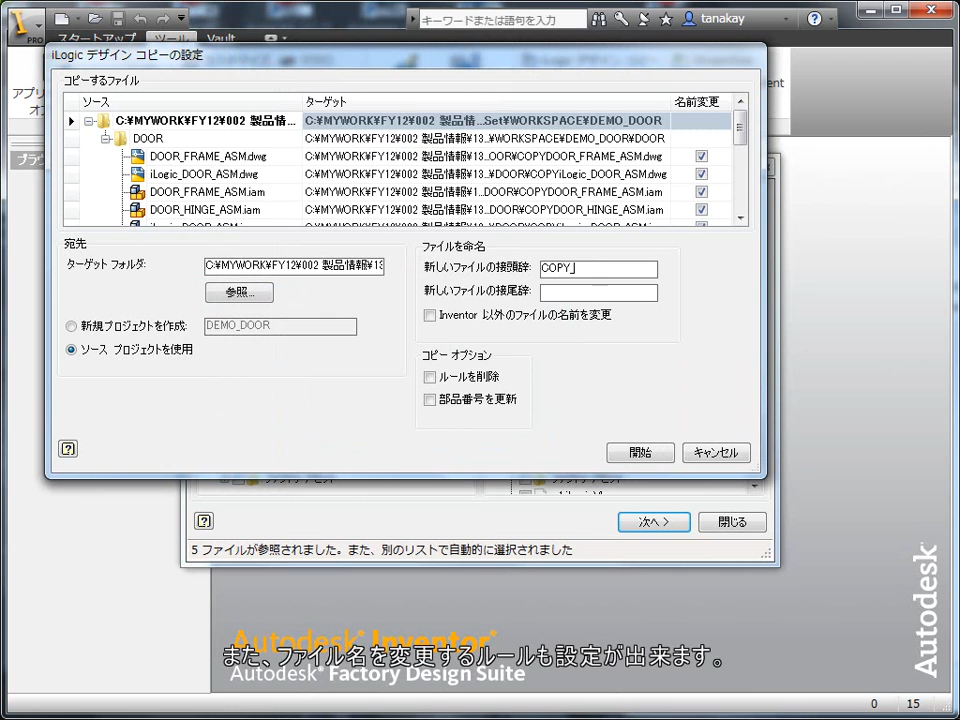 キーワードまたは語句を入力
tanakay
PRO
スタートアップ ツール Vault
iLogic デザイン コピーの設定
コピーするファイル
ソース ターゲット 名前変更
C:¥MYWORK¥FY12¥002 製品情... C:¥MYWORK¥FY12¥002 製品情...Set¥WORKSPACE¥DEMO_DOOR
DOOR C:¥MYWORK¥FY12¥002 製品情報¥13...¥WORKSPACE¥DEMO_DOOR¥DOOR
DOOR_FRAME_ASM.dwg C:¥MYWORK¥FY12¥002 製品情報¥13...OOR¥COPYDOOR_FRAME_ASM.dwg
iLogic_DOOR_ASM.dwg C:¥MYWORK¥FY12¥002 製品情報¥13...DOOR¥COPYiLogic_DOOR_ASM.dwg
DOOR_FRAME_ASM.iam C:¥MYWORK¥FY12¥002 製品情報¥1...DOOR¥COPYDOOR_FRAME_ASM.iam
DOOR_HINGE_ASM.iam C:¥MYWORK¥FY12¥002 製品情報¥13...DOOR¥COPYDOOR_HINGE_ASM.iam
宛先
ターゲット フォルダ: C:¥MYWORK¥FY12¥002 製品情報¥13
参照...
新規プロジェクトを作成: DEMO_DOOR
ソース プロジェクトを使用
ファイルを命名
新しいファイルの接頭辞: COPY_
新しいファイルの接尾辞:
Inventor 以外のファイルの名前を変更
コピー オプション
ルールを削除
部品番号を更新
開始 キャンセル
次へ > 閉じる
5 ファイルが参照されました。また、別のリストで自動的に選択されました
Autodesk® Inventor®
また、ファイル名を変更するルールも設定が出来ます。
Autodesk® Factory Design Suite
Autodesk®
0 15